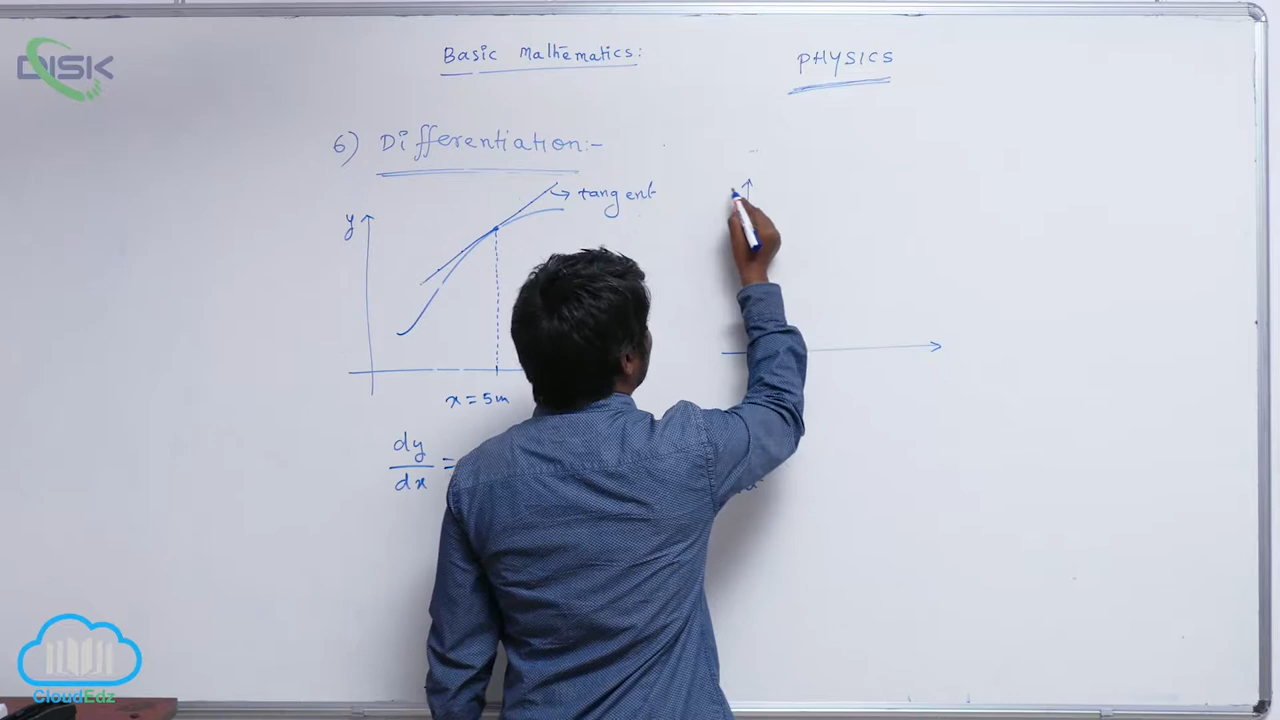 DISK
Basic Mathematics:
PHYSICS
6) Differentiation:-
tangent
y
x = 5m
dy
dx =
CloudEdz